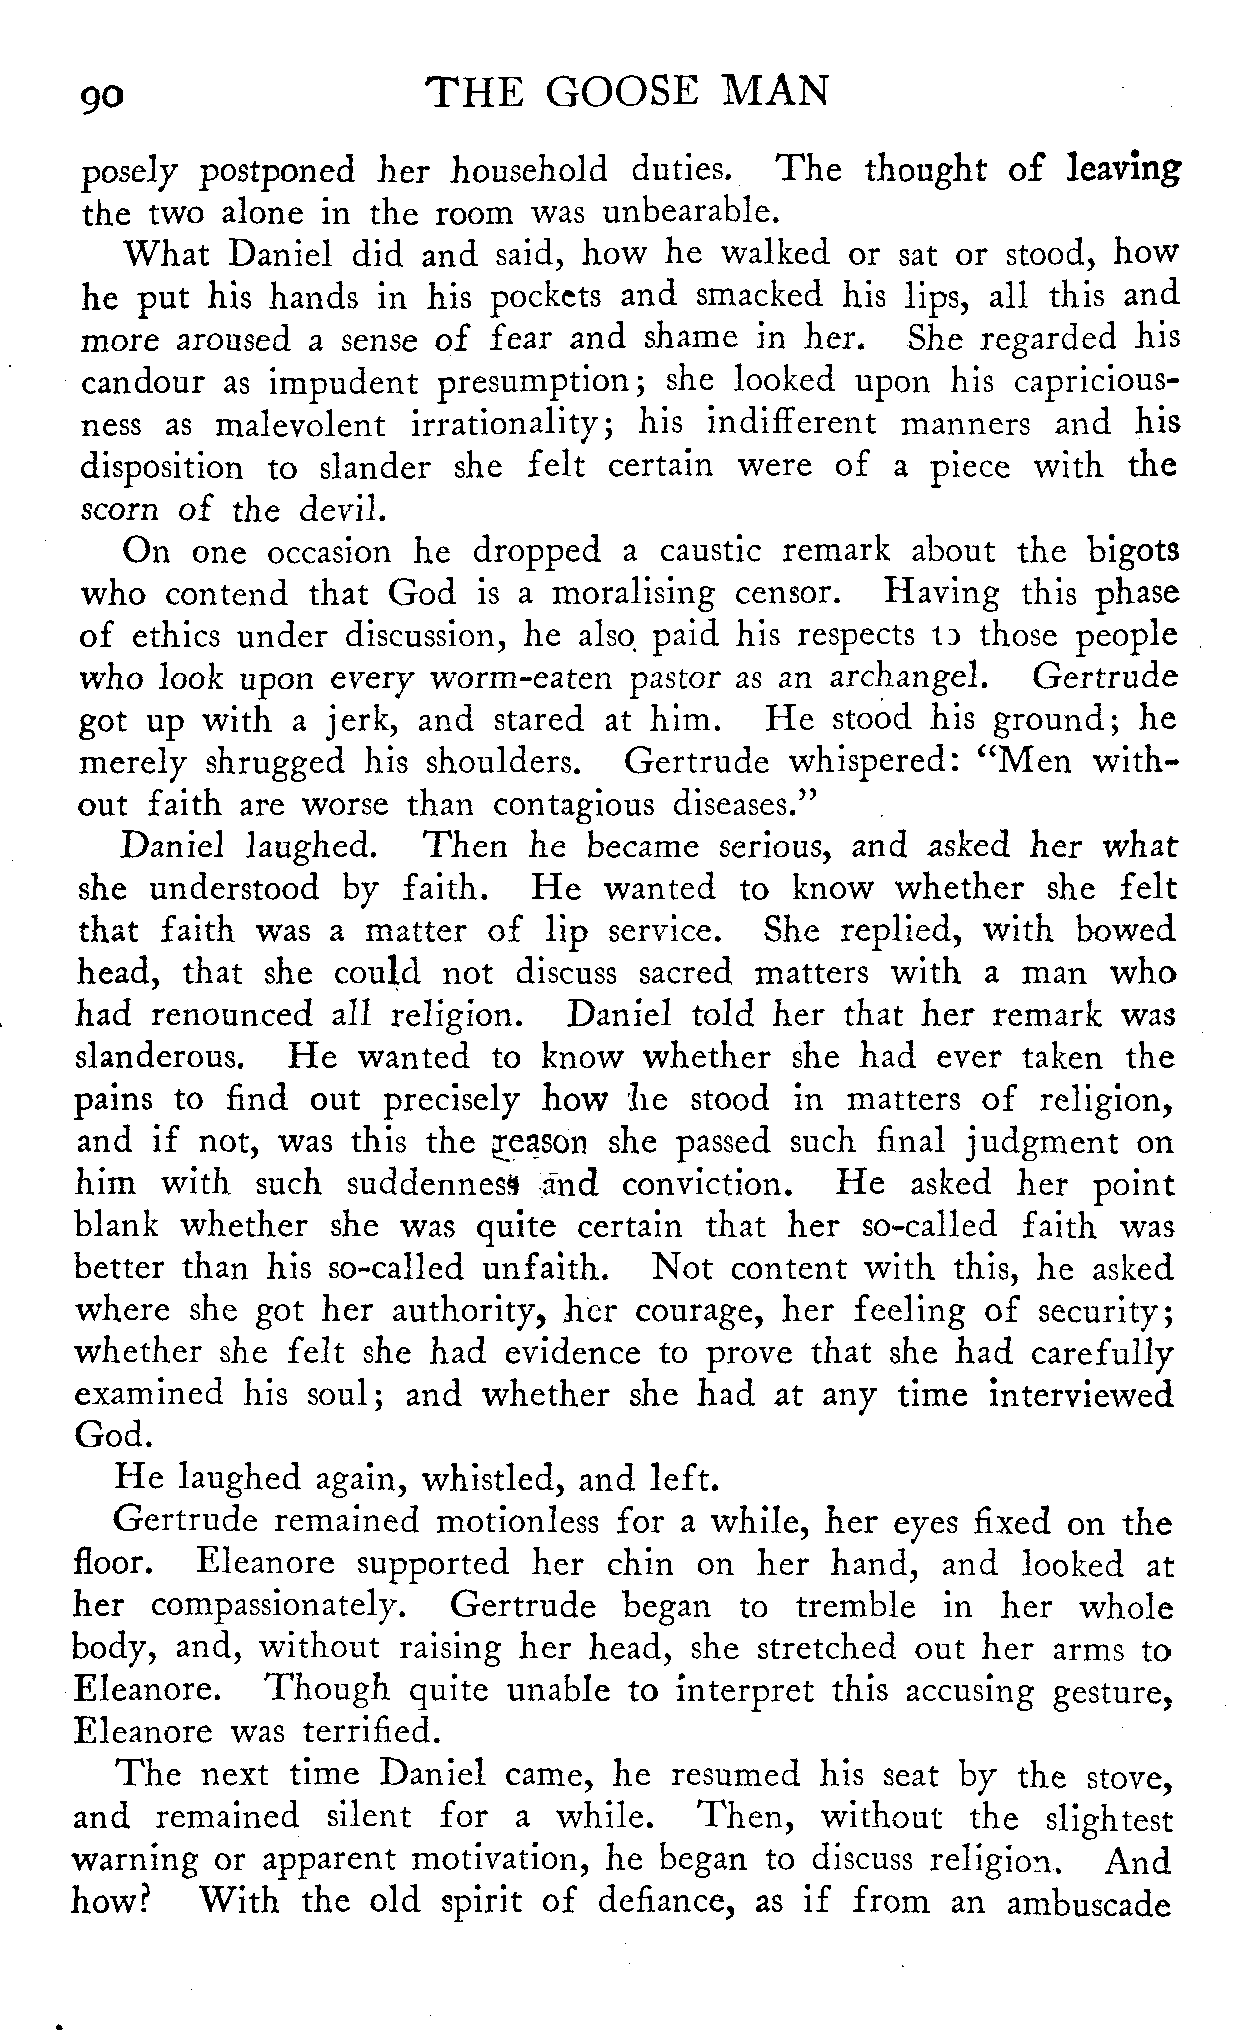 90 THE GOOSE MAN
posely postponed her household duties. The thought of leaving
the two alone in the room was unbearable.
What Daniel did and said, how he walked or sat or stood, how
he put his hands in his pockets and smacked his lips, all this and
more aroused a sense of fear and shame in her. She regarded his
candour as impudent presumption; she looked upon his capricious-
ness as malevolent irrationality; his indifferent manners and his
disposition to slander she felt certain were of a piece with the
scorn of the devil.
On one occasion he dropped a caustic remark about the bigots
who contend that God is a moralising censor. Having this phase
of ethics under discussion, he also paid his respects to those people
who look upon every worm-eaten pastor as an archangel. Gertrude
got up with a jerk, and stared at him. He stood his ground; he
merely shrugged his shoulders. Gertrude whispered: "Men with-
out faith are worse than contagious diseases."
Daniel laughed. Then he became serious, and asked her what
she understood by faith. He wanted to know whether she felt
that faith was a matter of lip service. She replied, with bowed
head, that she could not discuss sacred matters with a man who
had renounced all religion. Daniel told her that her remark was
slanderous. He wanted to know whether she had ever taken the
pains to find out precisely how he stood in matters of religion,
and if not, was this the reason she passed such final judgment on
him with such suddenness and conviction. He asked her point
blank whether she was quite certain that her so-called faith was
better than his so-called unfaith. Not content with this, he asked
where she got her authority, her courage, her feeling of security;
whether she felt she had evidence to prove that she had carefully
examined his soul; and whether she had at any time interviewed
God.
He laughed again, whistled, and left.
Gertrude remained motionless for a while, her eyes fixed on the
floor. Eleanore supported her chin on her hand, and looked at
her compassionately. Gertrude began to tremble in her whole
body, and, without raising her head, she stretched out her arms to
Eleanore. Though quite unable to interpret this accusing gesture,
Eleanore was terrified.
The next time Daniel came, he resumed his seat by the stove,
and remained silent for a while. Then, without the slightest
warning or apparent motivation, he began to discuss religion. And
how? With the old spirit of defiance, as if from an ambuscade